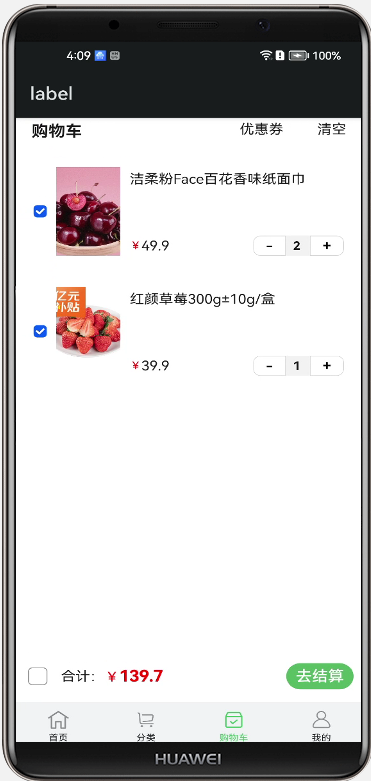 4:09 100%
label
购物车 优惠券 清空
洁柔粉Face百花香味纸面巾
￥49.9 - 2 +
亿元
补贴
红颜草莓300g±10g/盒
￥39.9 - 1 +
合计: ￥139.7 去结算
首页 分类 购物车 我的
HUAWEI